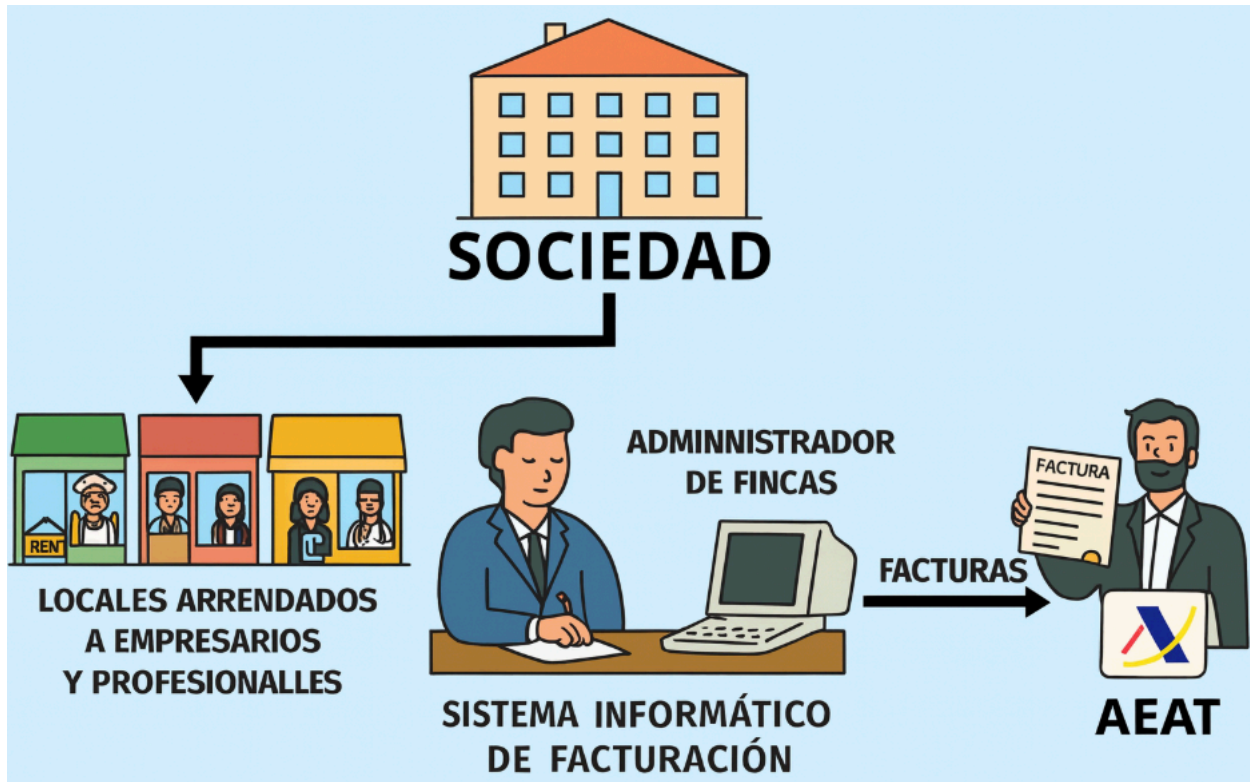 SOCIEDAD
RENT
LOCALES ARRENDADOS
A EMPRESARIOS
Y PROFESIONALLES
ADMINNISTRADOR
DE FINCAS
SISTEMA INFORMÁTICO
DE FACTURACIÓN
FACTURAS
FACTURA
AEAT